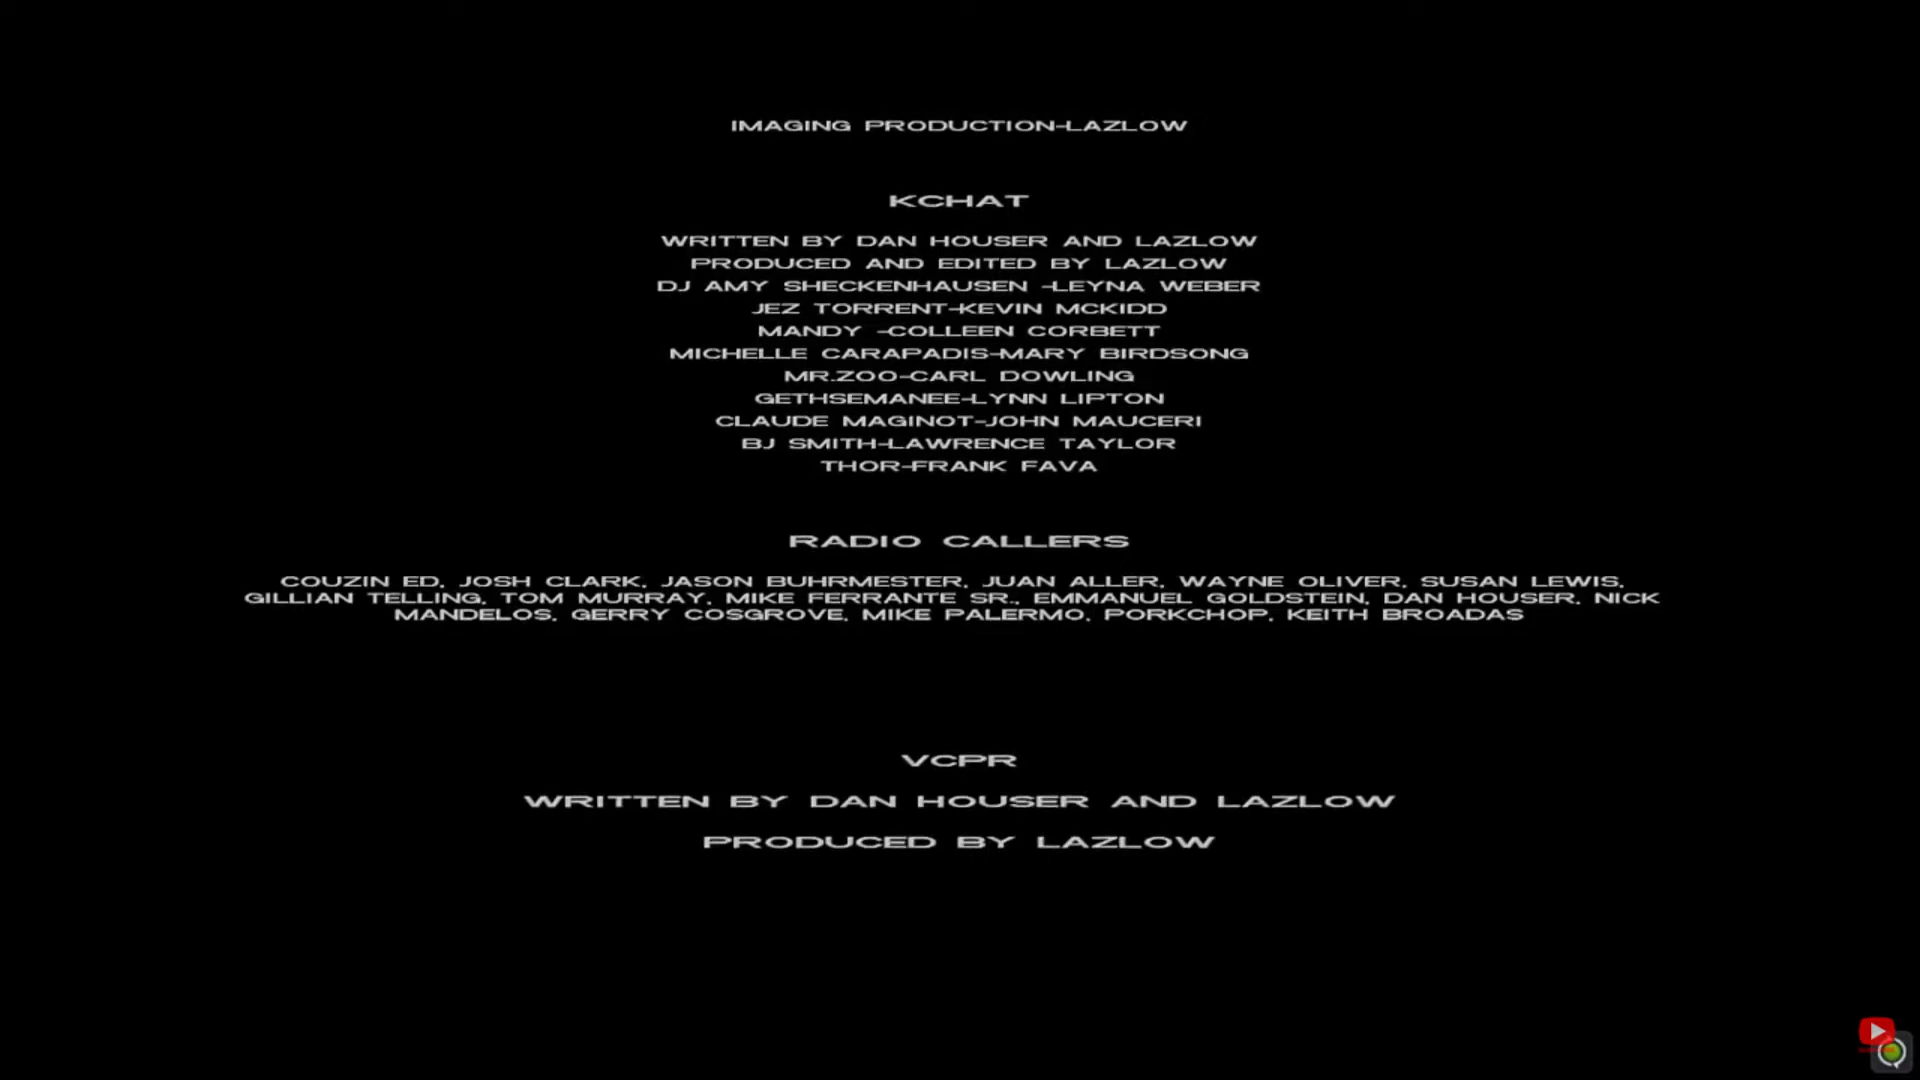 IMAGING PRODUCTION-LAZLOW
KCHAT
WRITTEN BY DAN HOUSER AND LAZLOW
PRODUCED AND EDITED BY LAZLOW
DJ AMY SHECKENHAUSEN -LEYNA WEBER
JEZ TORRENT-KEVIN MCKIDD
MANDY -COLLEEN CORBETT
MICHELLE CARAPADIS-MARY BIRDSONG
MR.ZOO-CARL DOWLING
GETHSEMANEE-LYNN LIPTON
CLAUDE MAGINOT-JOHN MAUCERI
BJ SMITH-LAWRENCE TAYLOR
THOR-FRANK FAVA
RADIO CALLERS
COUZIN ED, JOSH CLARK, JASON BUHRMESTER, JUAN ALLER, WAYNE OLIVER, SUSAN LEWIS,
GILLIAN TELLING, TOM MURRAY, MIKE FERRANTE SR., EMMANUEL GOLDSTEIN, DAN HOUSER, NICK
MANDELOS, GERRY COSGROVE, MIKE PALERMO, PORKCHOP, KEITH BROADAS
VCPR
WRITTEN BY DAN HOUSER AND LAZLOW
PRODUCED BY LAZLOW